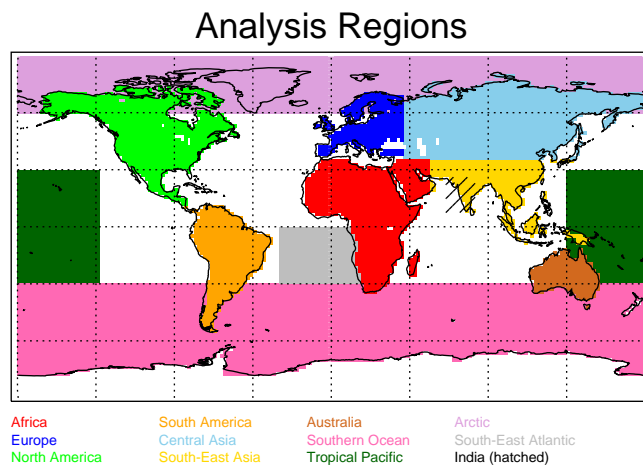 Analysis Regions
Africa South America Australia Arctic
Europe Central Asia Southern Ocean South-East Atlantic
North America South-East Asia Tropical Pacific India (hatched)